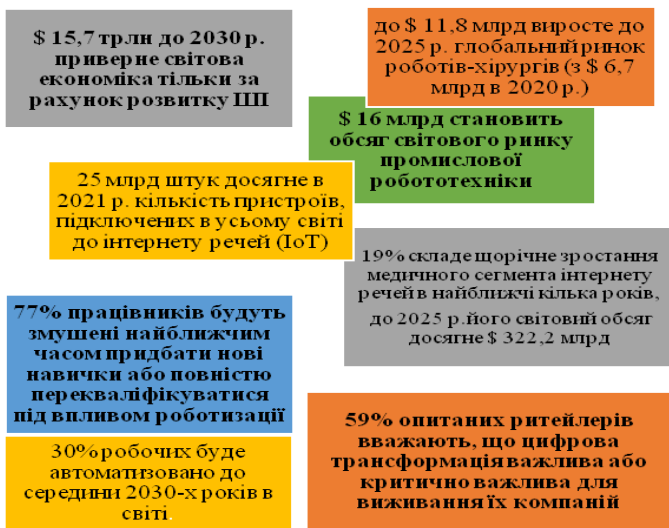 $ 15,7 трлн до 2030 р.
приверне світова
економіка тільки за
рахунок розвитку ШІ
до $ 11,8 млрд виросте до
2025 р. глобальний ринок
роботів-хірургів (з $ 6,7
млрд в 2020 р.)
$ 16 млрд становить
обсяг світового ринку
промислової
робототехніки
25 млрд штук досягне в
2021 р. кількість пристроїв,
підключених в усьому світі
до інтернету речей (IoT)
19% складе щорічне зростання
медичного сегмента інтернету
речей в найближчі кілька років,
до 2025 р.його світовий обсяг
досягне $ 322,2 млрд
77% працівників будуть
змушені найближчим
часом придбати нові
навички або повністю
перекваліфікуватися
під впливом роботизації
30% робочих буде
автоматизовано до
середини 2030-х років в
світі.
59% опитаних ритейлерів
вважають, що цифрова
трансформація важлива або
критично важлива для
виживання їх компаній